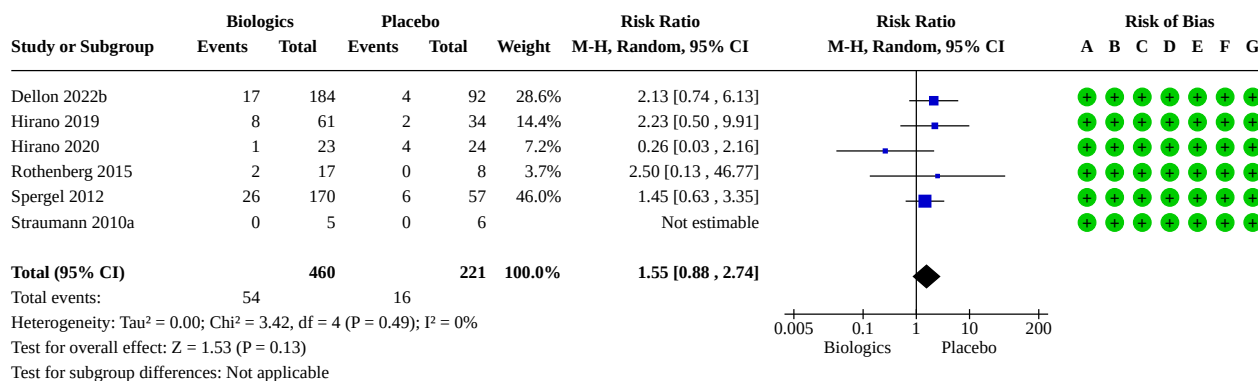 Biologics Placebo Risk Ratio Risk Ratio Risk of Bias
Study or Subgroup Events Total Events Total Weight M-H, Random, 95% CI M-H, Random, 95% CI A B C D E F G
Dellon 2022b 17 184 4 92 28.6% 2.13 [0.74 , 6.13] + + + + + + +
Hirano 2019 8 61 2 34 14.4% 2.23 [0.50 , 9.91] + + + + + + +
Hirano 2020 1 23 4 24 7.2% 0.26 [0.03 , 2.16] + + + + + + +
Rothenberg 2015 2 17 0 8 3.7% 2.50 [0.13 , 46.77] + + + + + + +
Spergel 2012 26 170 6 57 46.0% 1.45 [0.63 , 3.35] + + + + + + +
Straumann 2010a 0 5 0 6 Not estimable + + + + + + +
Total (95% CI) 460 221 100.0% 1.55 [0.88 , 2.74]
Total events: 54 16
Heterogeneity: Tau² = 0.00; Chi² = 3.42, df = 4 (P = 0.49); I² = 0%
0.005 0.1 1 10 200
Test for overall effect: Z = 1.53 (P = 0.13)
Biologics Placebo
Test for subgroup differences: Not applicable